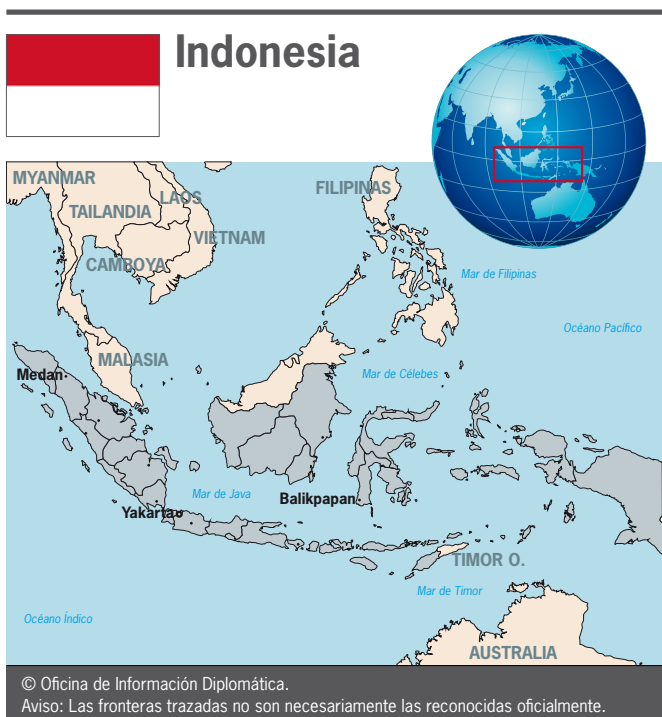 Indonesia
MYANMAR
LAOS
FILIPINAS
TAILANDIA
VIETNAM
CAMBOYA
Mar de Filipinas
Océano Pacífico
MALASIA
Medan
Mar de Célebes
Mar de Java
Balikpapan
Yakarta
TIMOR O.
Mar de Timor
Océano Índico
AUSTRALIA
© Oficina de Información Diplomática.
Aviso: Las fronteras trazadas no son necesariamente las reconocidas oficialmente.